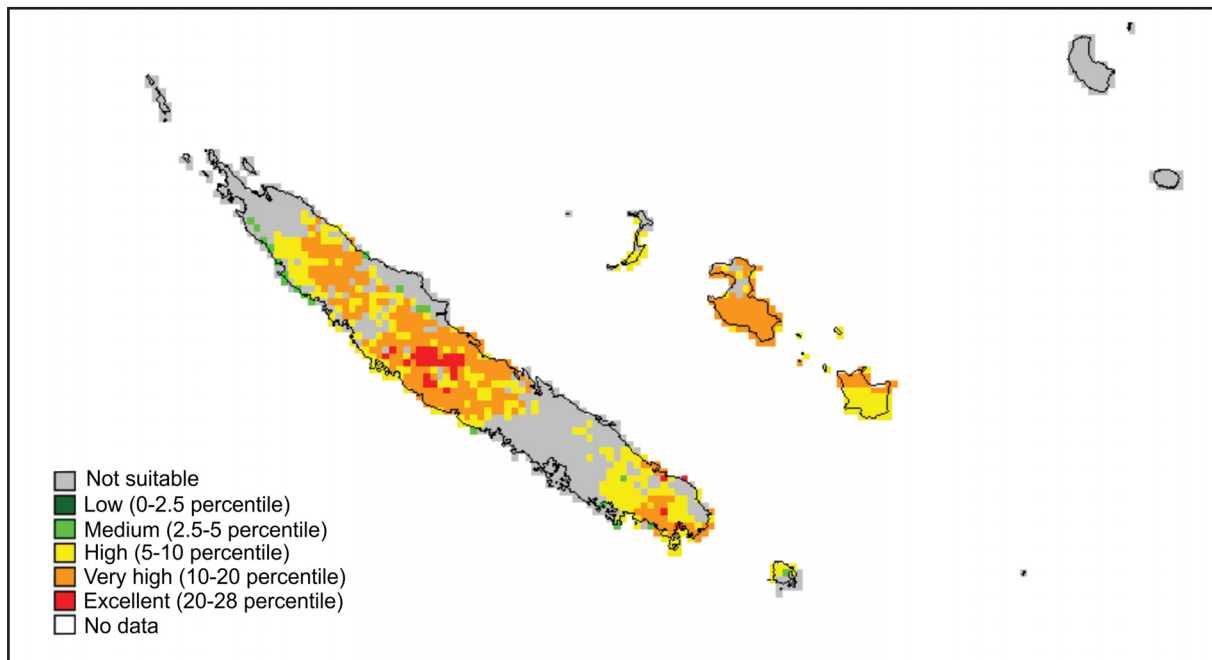 Not suitable
Low (0-2.5 percentile)
Medium (2.5-5 percentile)
High (5-10 percentile)
Very high (10-20 percentile)
Excellent (20-28 percentile)
No data